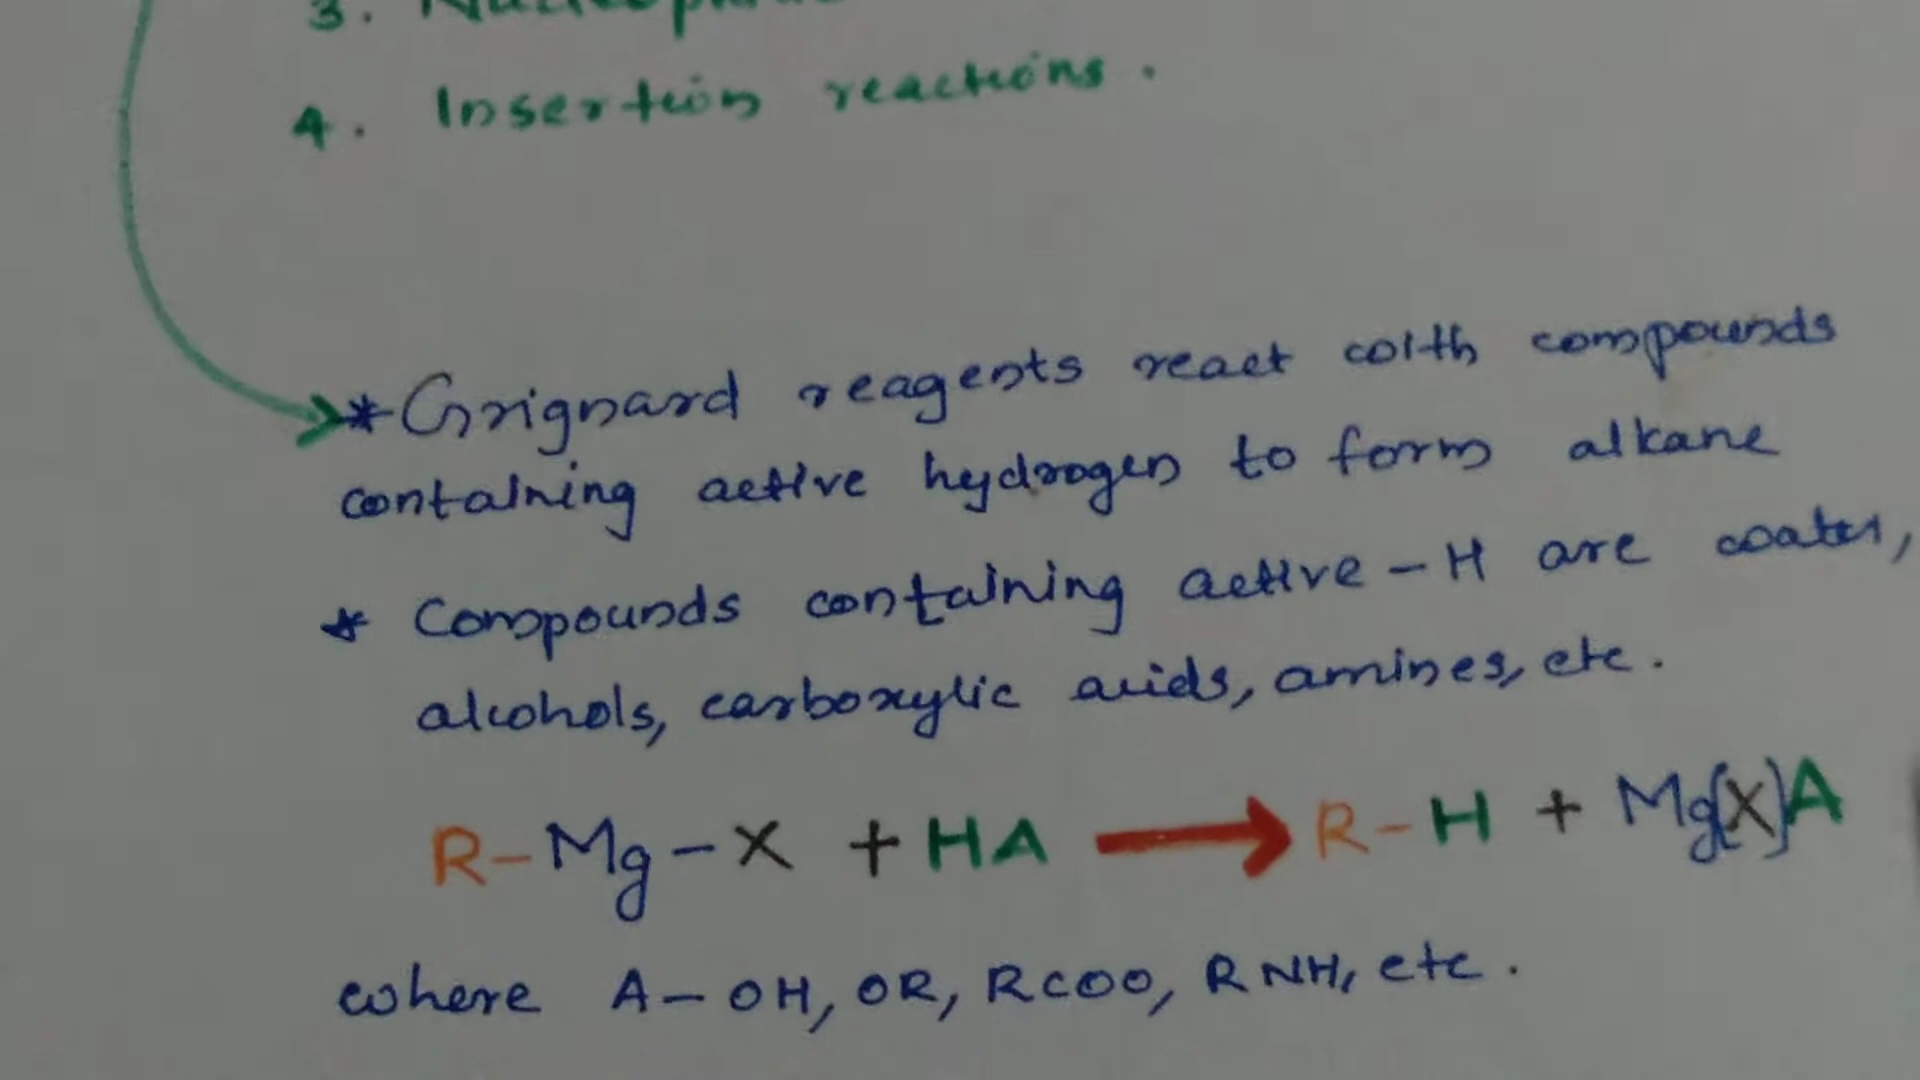 3.
4. Insertion reactions.
* Grignard reagents react with compounds
containing active hydrogen to form alkane
* Compounds containing active-H are water,
alcohols, carboxylic acids, amines, etc.
R-Mg-X + HA → R-H + Mg(X)A
where A- OH, OR, RCOO, RNH, etc.